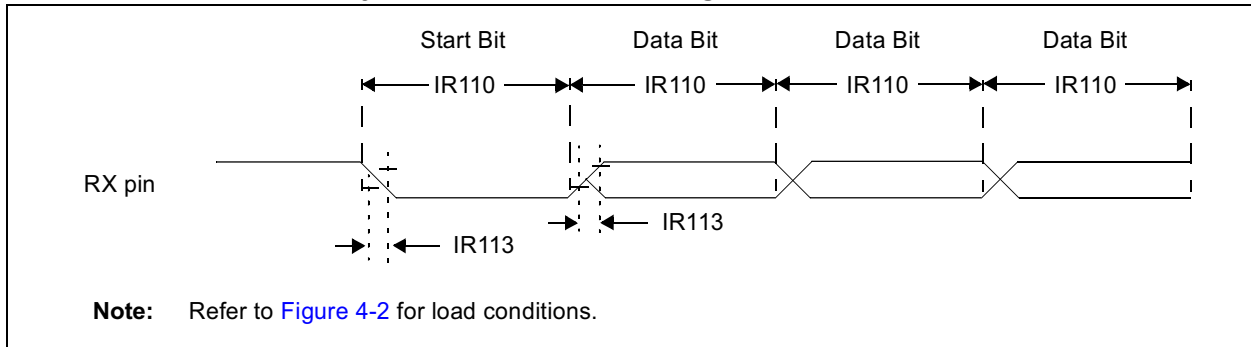 Start Bit Data Bit Data Bit Data Bit
IR110 IR110 IR110 IR110
RX pin
IR113 IR113
Note: Refer to Figure 4-2 for load conditions.